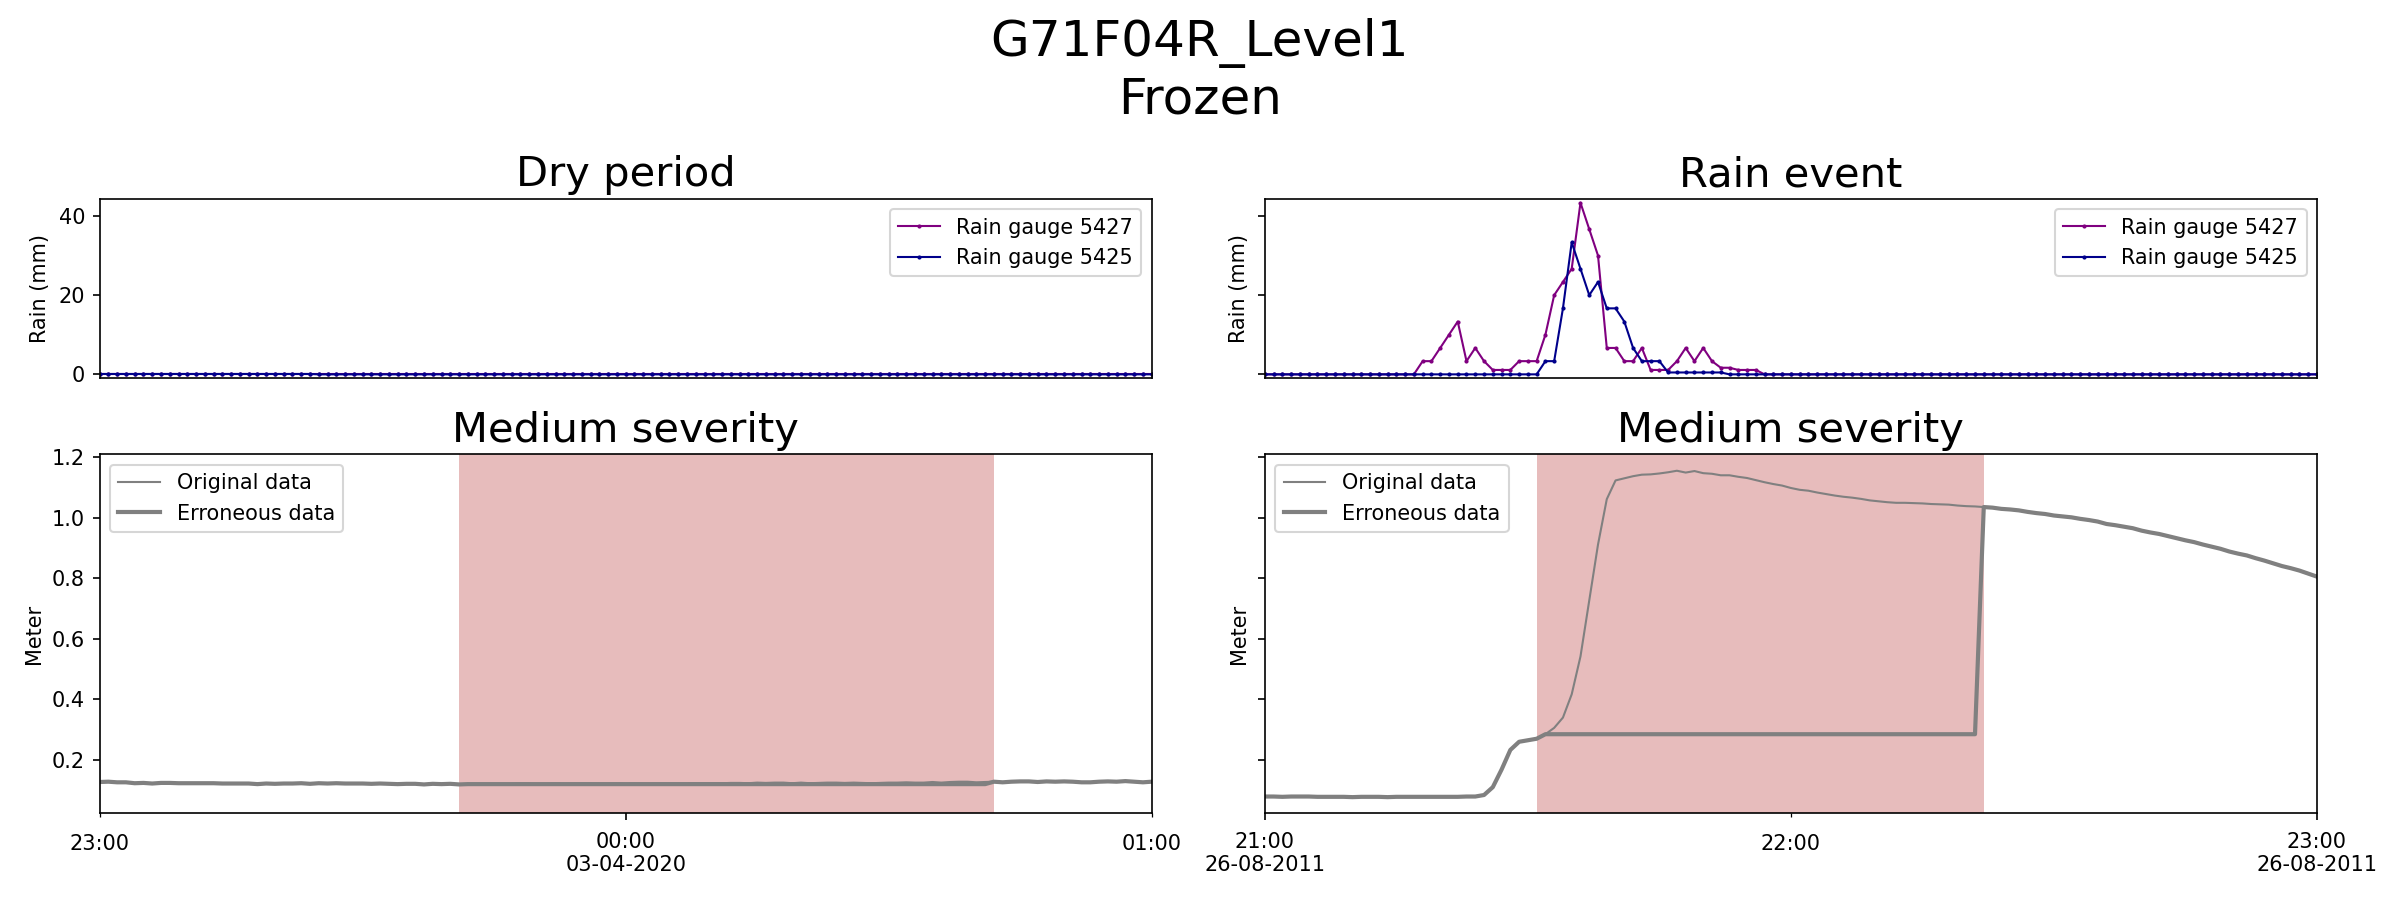 G71F04R_Level1
Frozen
Dry period
Rain event
40
20
0
Rain (mm)
Rain gauge 5427
Rain gauge 5425
Rain (mm)
Rain gauge 5427
Rain gauge 5425
Medium severity
Medium severity
1.2
1.0
0.8
0.6
0.4
0.2
Meter
Original data
Erroneous data
Meter
Original data
Erroneous data
23:00
00:00
03-04-2020
01:00
21:00
26-08-2011
22:00
23:00
26-08-2011